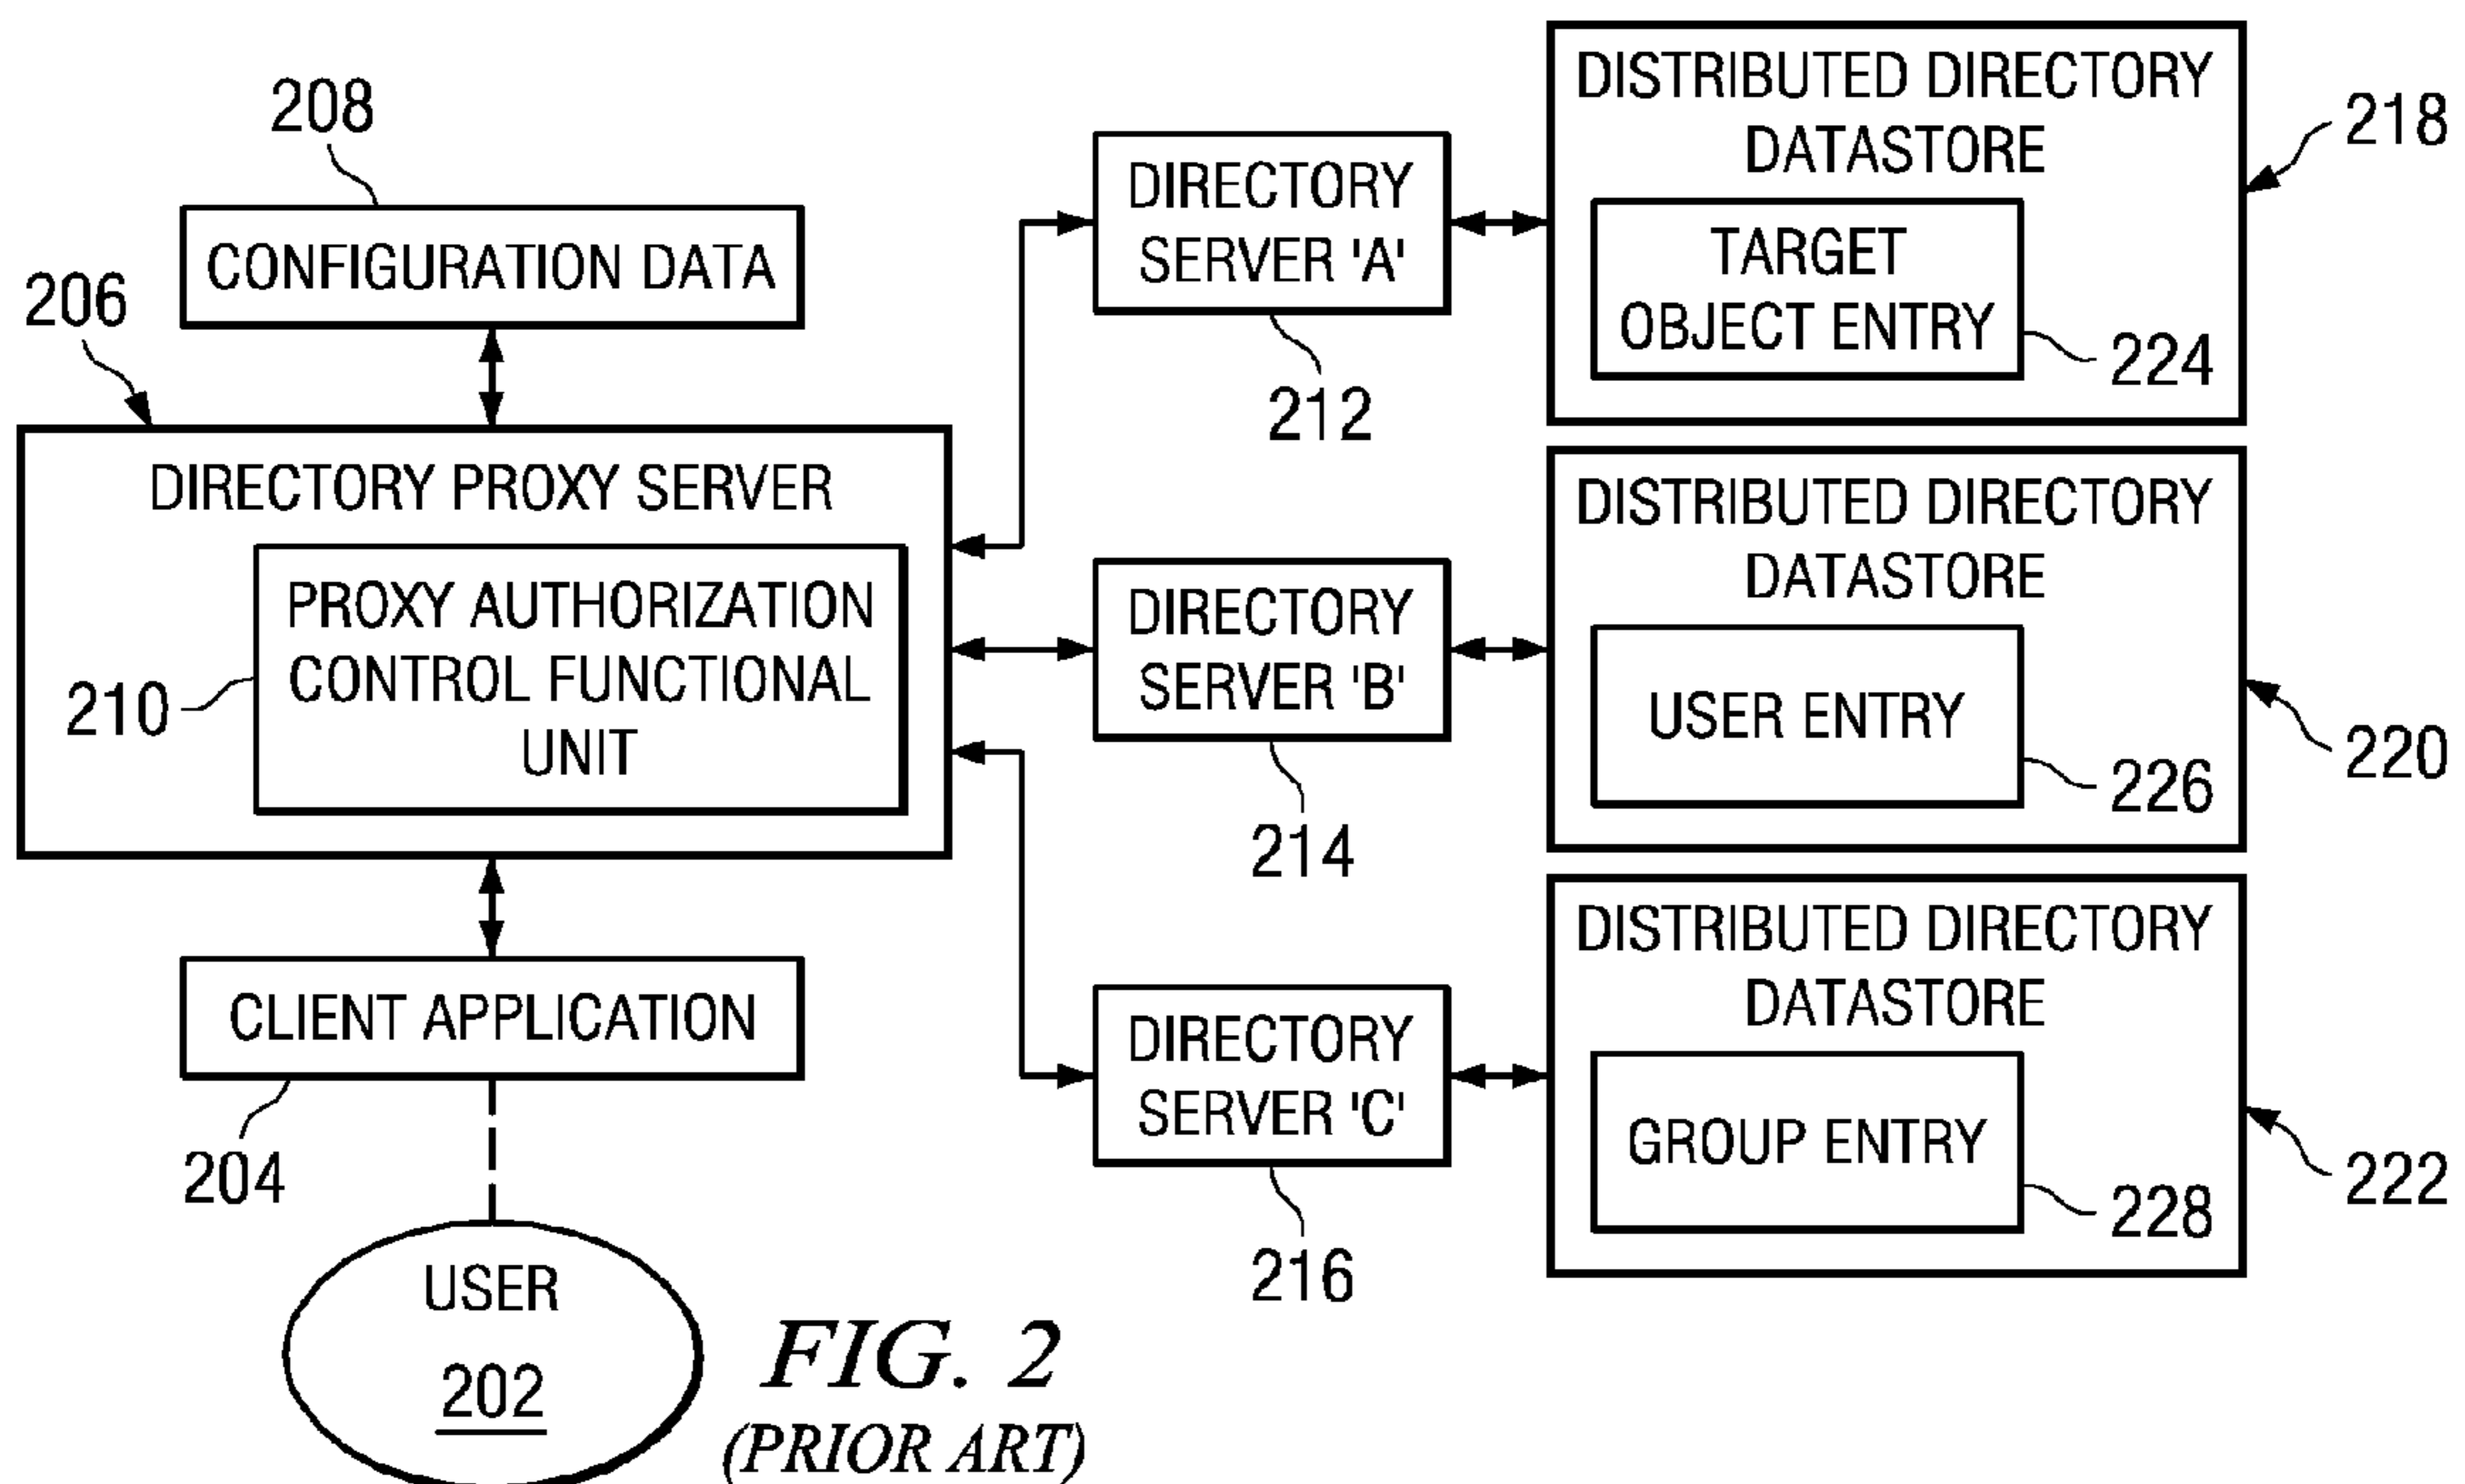 208
CONFIGURATION DATA
206
DIRECTORY PROXY SERVER
PROXY AUTHORIZATION
CONTROL FUNCTIONAL
UNIT
210
CLIENT APPLICATION
204
USER
202
DIRECTORY
SERVER 'A'
212
DIRECTORY
SERVER 'B'
214
DIRECTORY
SERVER 'C'
216
DISTRIBUTED DIRECTORY
DATASTORE
TARGET
OBJECT ENTRY
224
218
DISTRIBUTED DIRECTORY
DATASTORE
USER ENTRY
226
220
DISTRIBUTED DIRECTORY
DATASTORE
GROUP ENTRY
228
222
FIG. 2
(PRIOR ART)